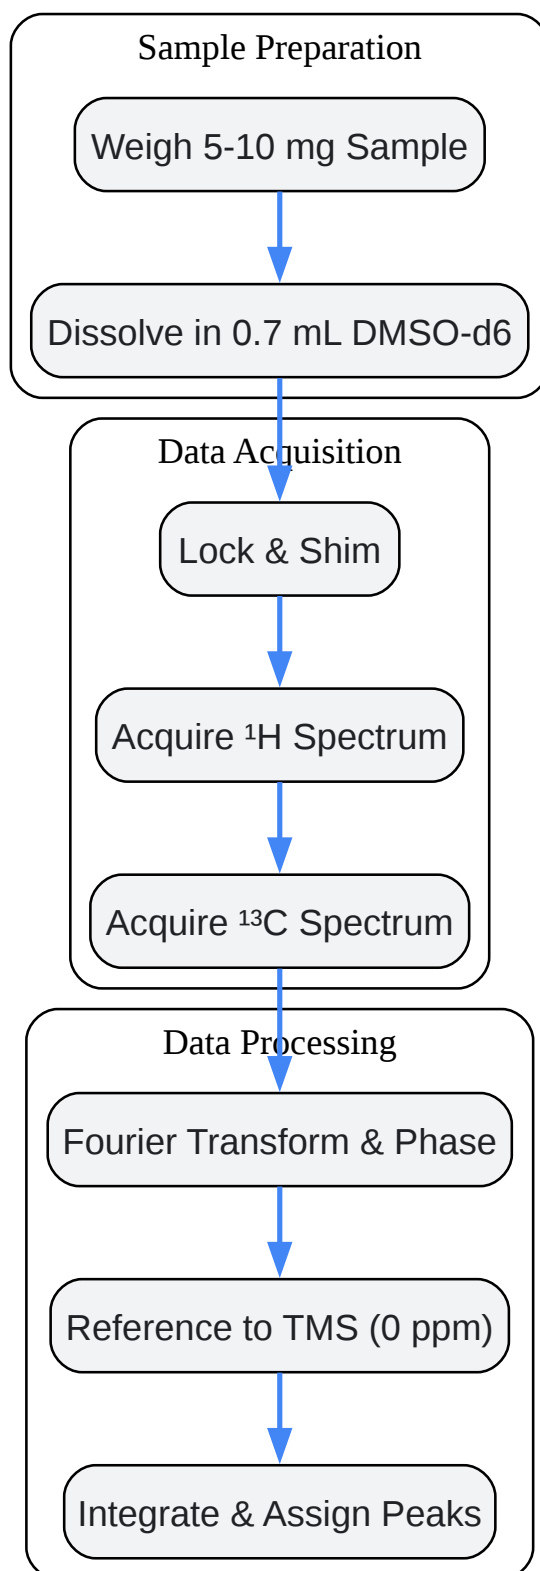 Sample Preparation
Weigh 5-10 mg Sample
Dissolve in 0.7 mL DMSO-d6
Data Acquisition
Lock & Shim
Acquire ¹H Spectrum
Acquire ¹³C Spectrum
Data Processing
Fourier Transform & Phase
Reference to TMS (0 ppm)
Integrate & Assign Peaks